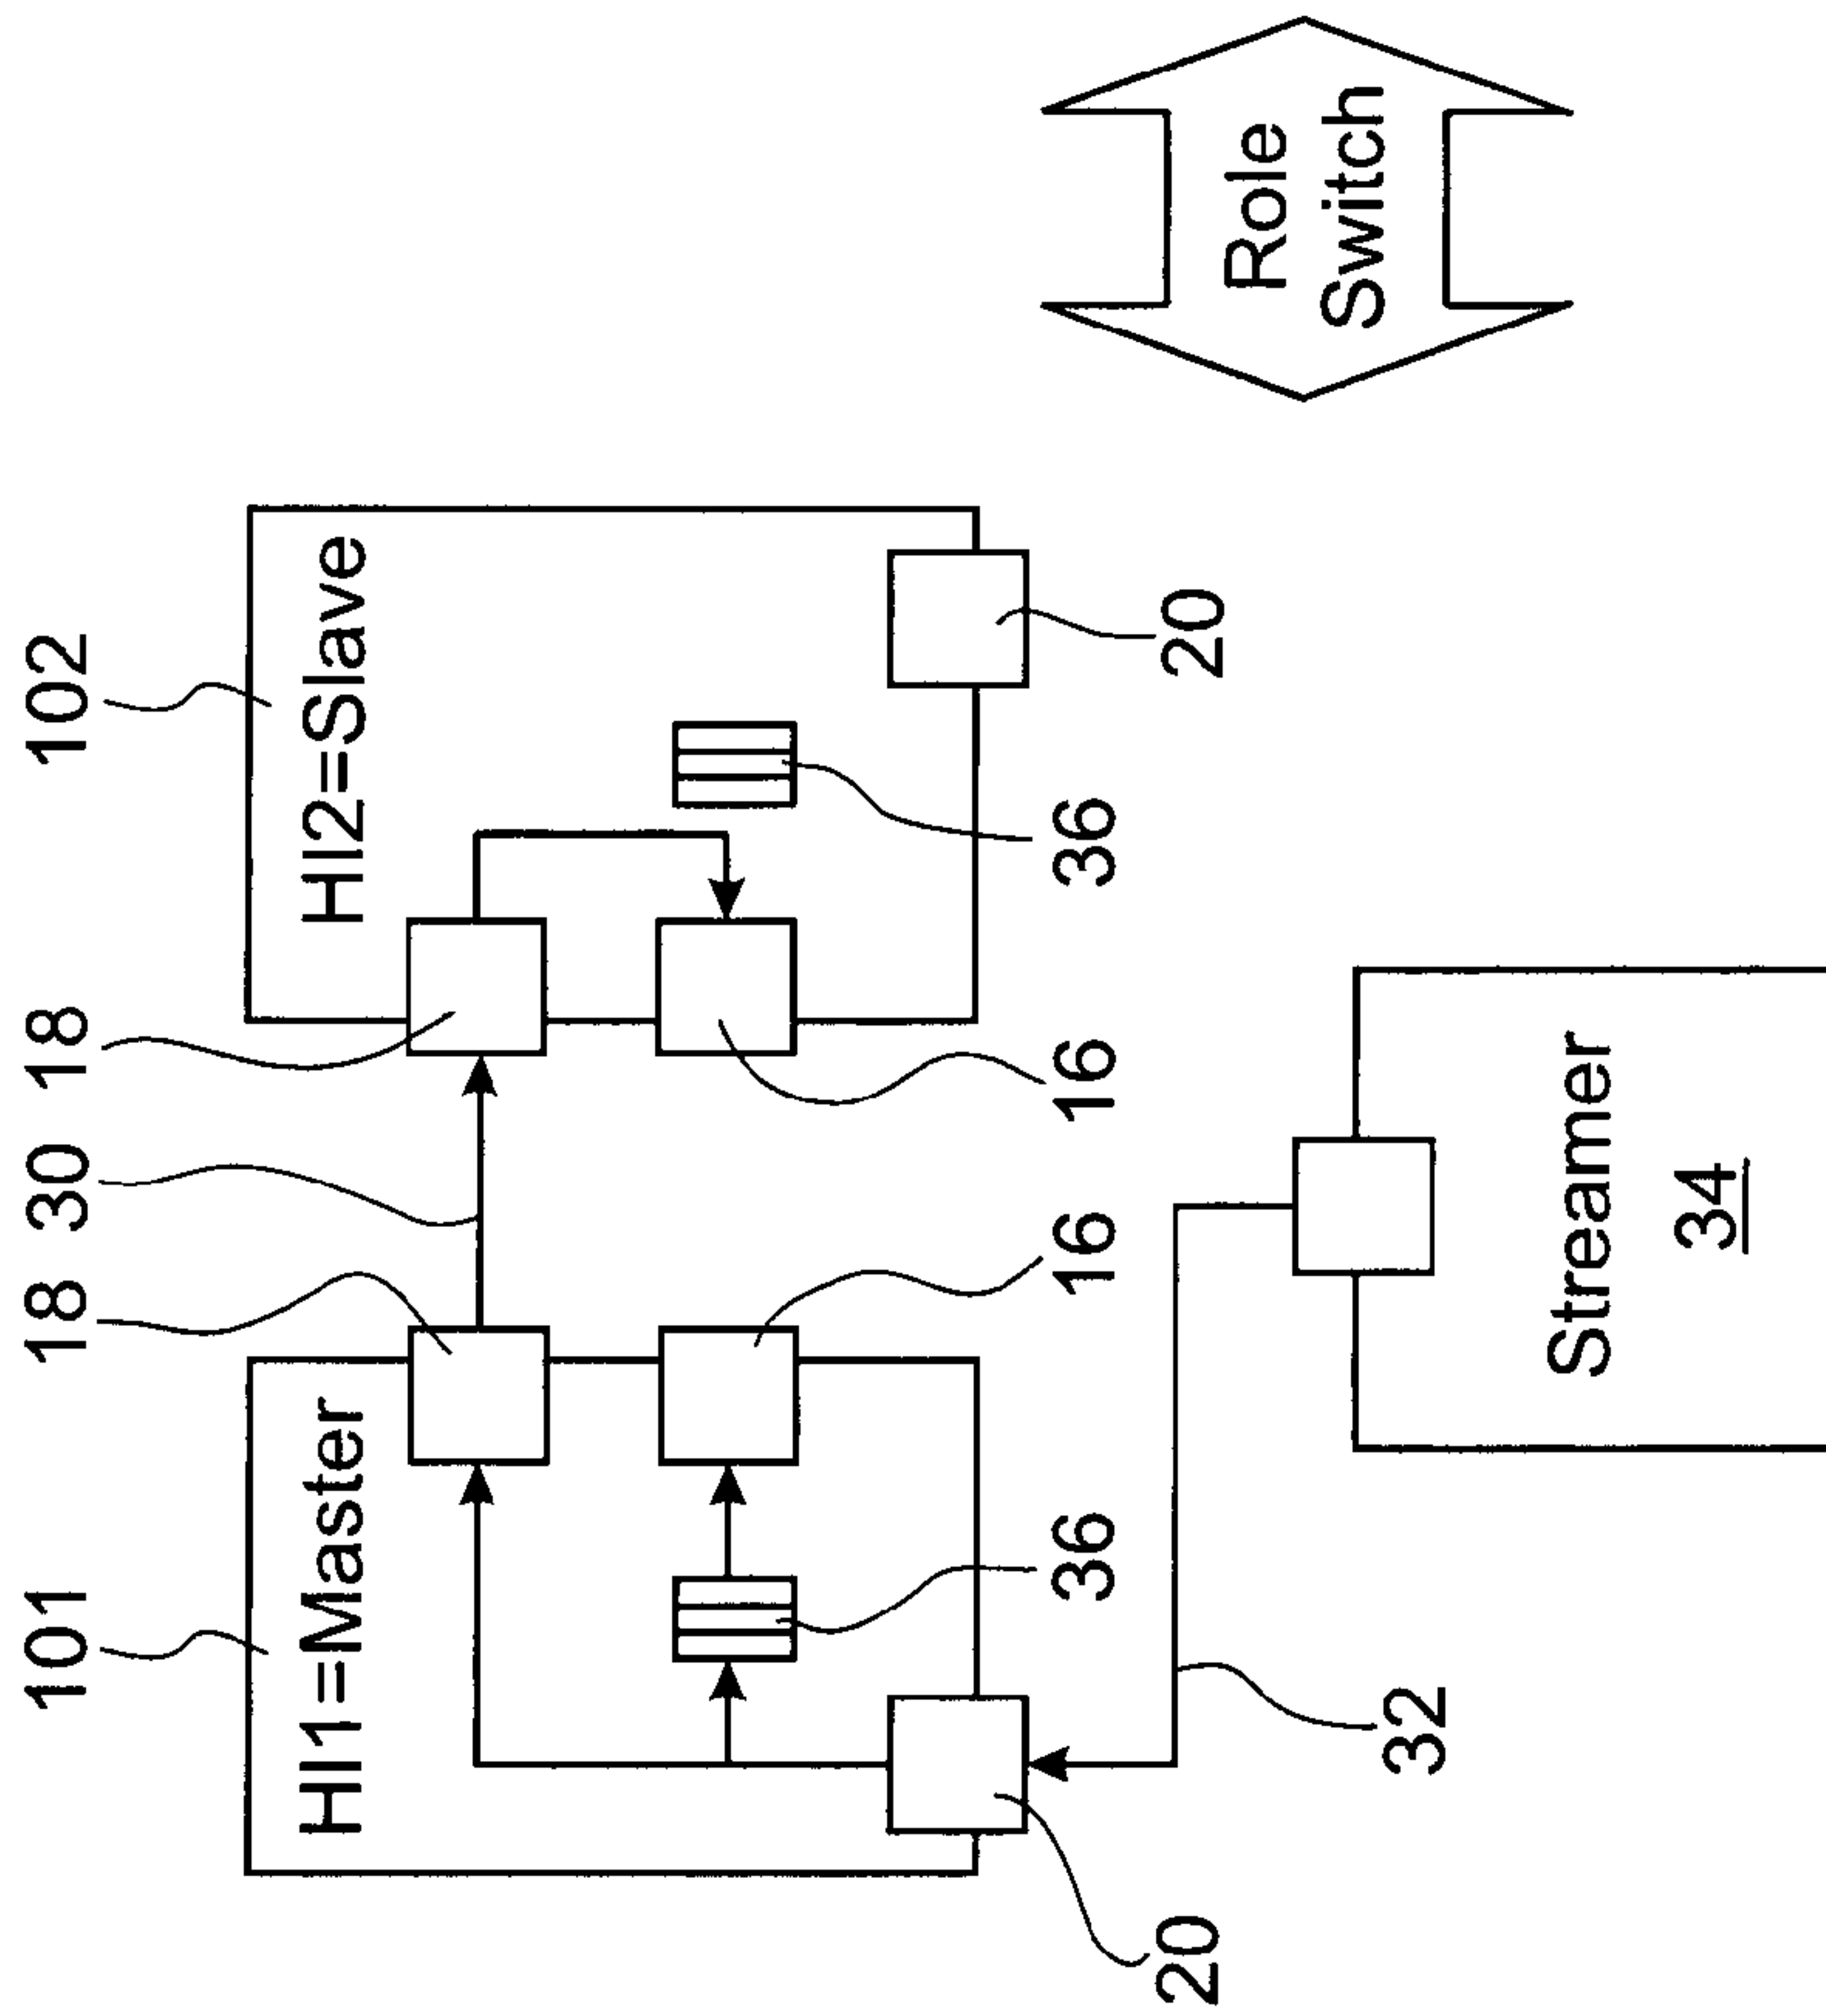 101 18 30 18 102
HI1=Master HI2=Slave
36 16 16 36
20 20
Role
Switch
32
Streamer
34